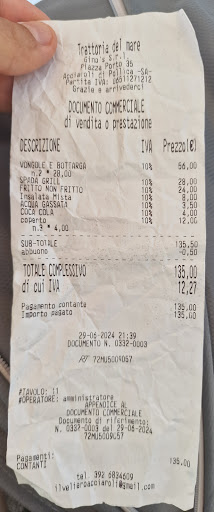 Trattoria del mare
Gino's S.r.l.
Piazza Porto 35
Acciaroli di Pollica -SA-
Partita IVA: 06511271212
Grazie e arrivederci
DOCUMENTO COMMERCIALE
di vendita o prestazione
DESCRIZIONE IVA Prezzo(€)
VONGOLE E BOTTARGA 10% 56,00
n.2 * 28,00
SPADA GRILL 10% 28,00
FRITTO NON FRITTO 10% 24,00
Insalata Mista 10% 8,00
ACQUA GASSATA 10% 3,50
COCA COLA 10% 4,00
coperto 10% 12,00
n.3 * 4,00
SUB-TOTALE 135,50
abbuono -0,50
TOTALE COMPLESSIVO 135,00
di cui IVA 12,27
Pagamento contante 135,00
Importo pagato 135,00
29-06-2024 21:39
DOCUMENTO N. 0332-0003
RT 72MU5009057
#TAVOLO: 11
#OPERATORE: amministratore
APPENDICE AL
DOCUMENTO COMMERCIALE
Documento di riferimento:
N. 0332-0003 del 29-06-2024
72MU5009057
Pagamenti:
CONTANTI 135,00
tel. 392 6834609